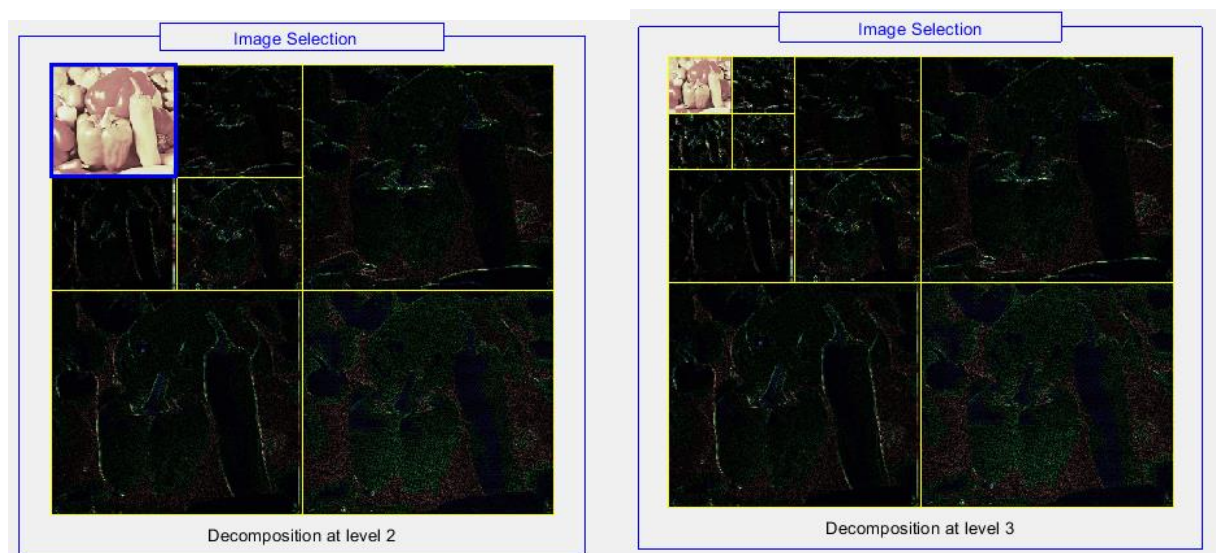 Image Selection
Decomposition at level 2
Image Selection
Decomposition at level 3